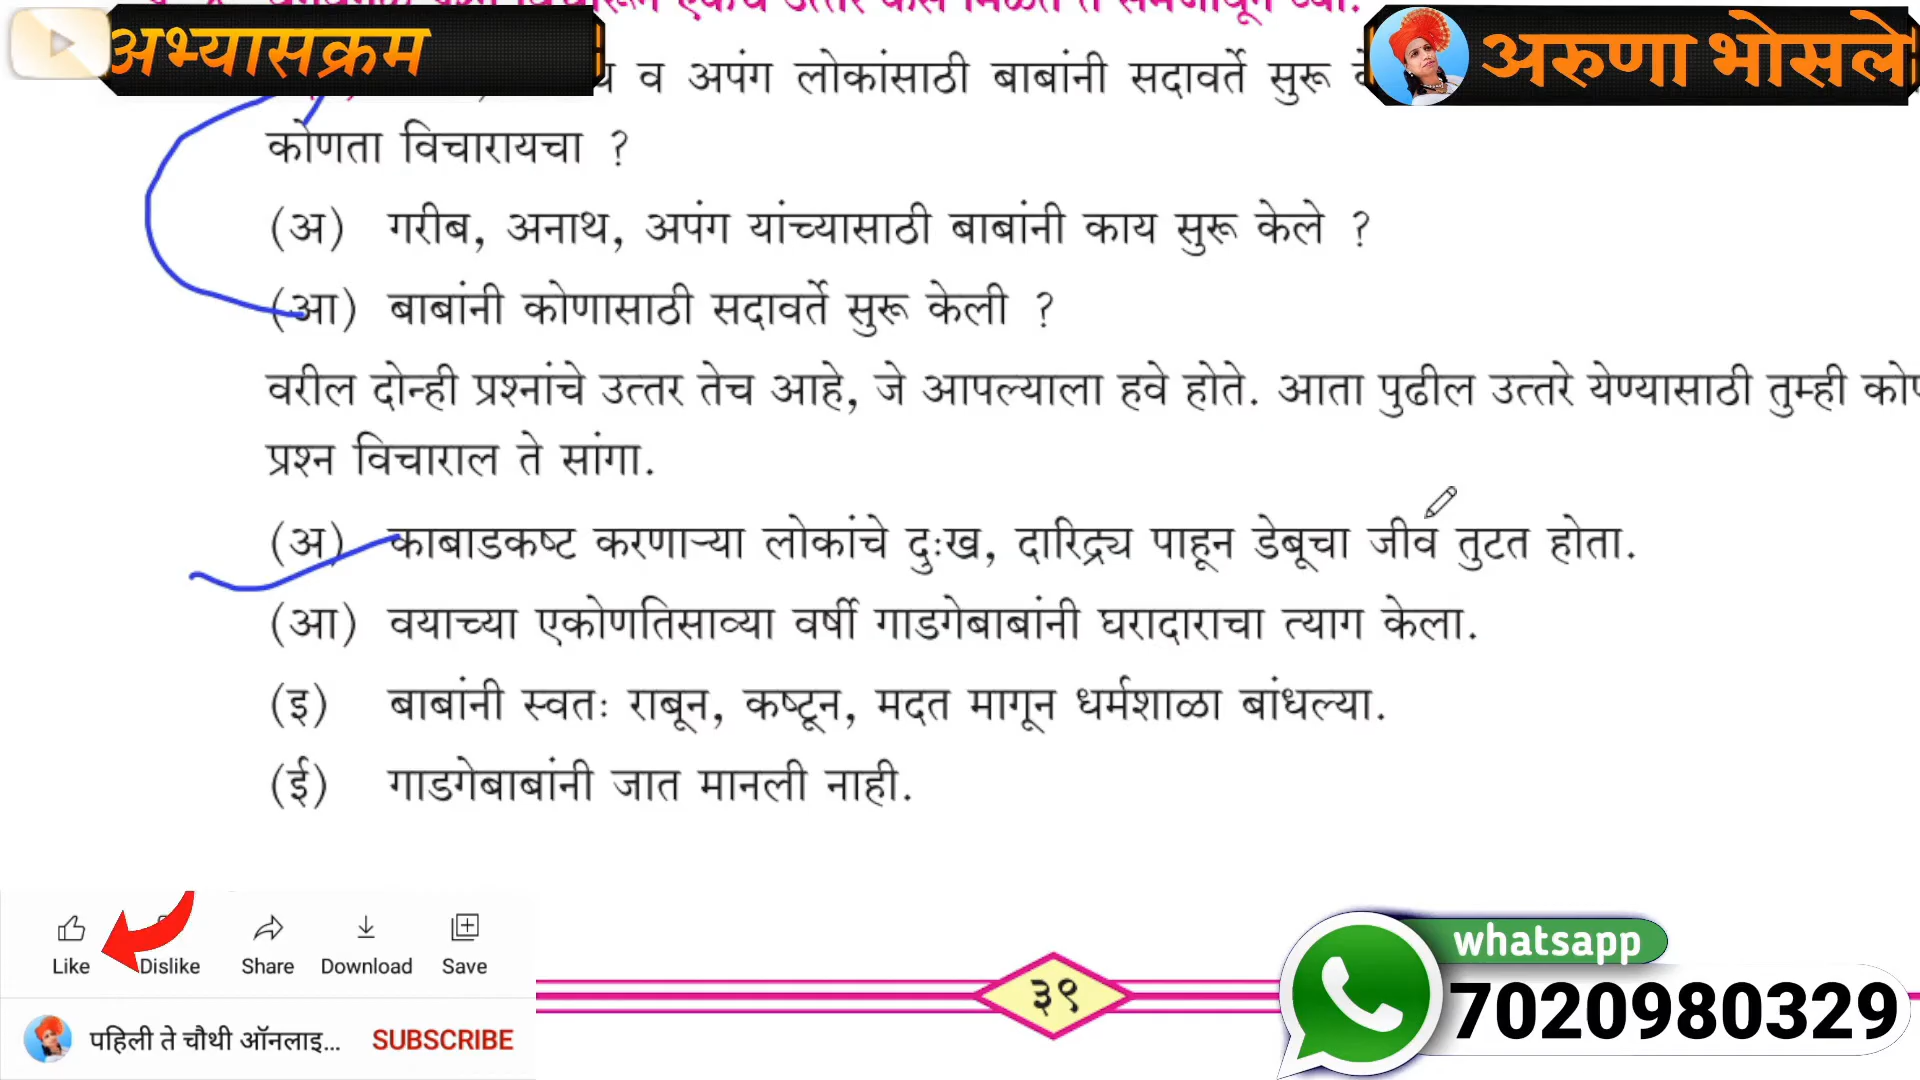 अभ्यासक्रम
अरुणा भोसले
व अपंग लोकांसाठी बाबांनी सदावर्ते सुरू
कोणता विचारायचा ?
(अ) गरीब, अनाथ, अपंग यांच्यासाठी बाबांनी काय सुरू केले ?
(आ) बाबांनी कोणासाठी सदावर्ते सुरू केली ?
वरील दोन्ही प्रश्नांचे उत्तर तेच आहे, जे आपल्याला हवे होते. आता पुढील उत्तरे येण्यासाठी तुम्ही
प्रश्न विचाराल ते सांगा.
(अ) काबाडकष्ट करणाऱ्या लोकांचे दुःख, दारिद्र्य पाहून डेबूचा जीव तुटत होता.
(आ) वयाच्या एकोणतिसाव्या वर्षी गाडगेबाबांनी घरादाराचा त्याग केला.
(इ) बाबांनी स्वतः राबून, कष्टून, मदत मागून धर्मशाळा बांधल्या.
(ई) गाडगेबाबांनी जात मानली नाही.
Like Dislike Share Download Save
पहिली ते चौथी ऑनलाइ... SUBSCRIBE
३९
whatsapp
7020980329